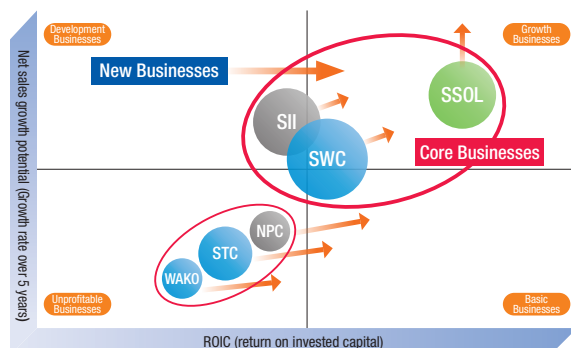 Development
Businesses
Growth
Businesses
New Businesses
SSOL
SII
SWC
Core Businesses
NPC
STC
WAKO
Unprofitable
Businesses
Basic
Businesses
Net sales growth potential (Growth rate over 5 years)
ROIC (return on invested capital)